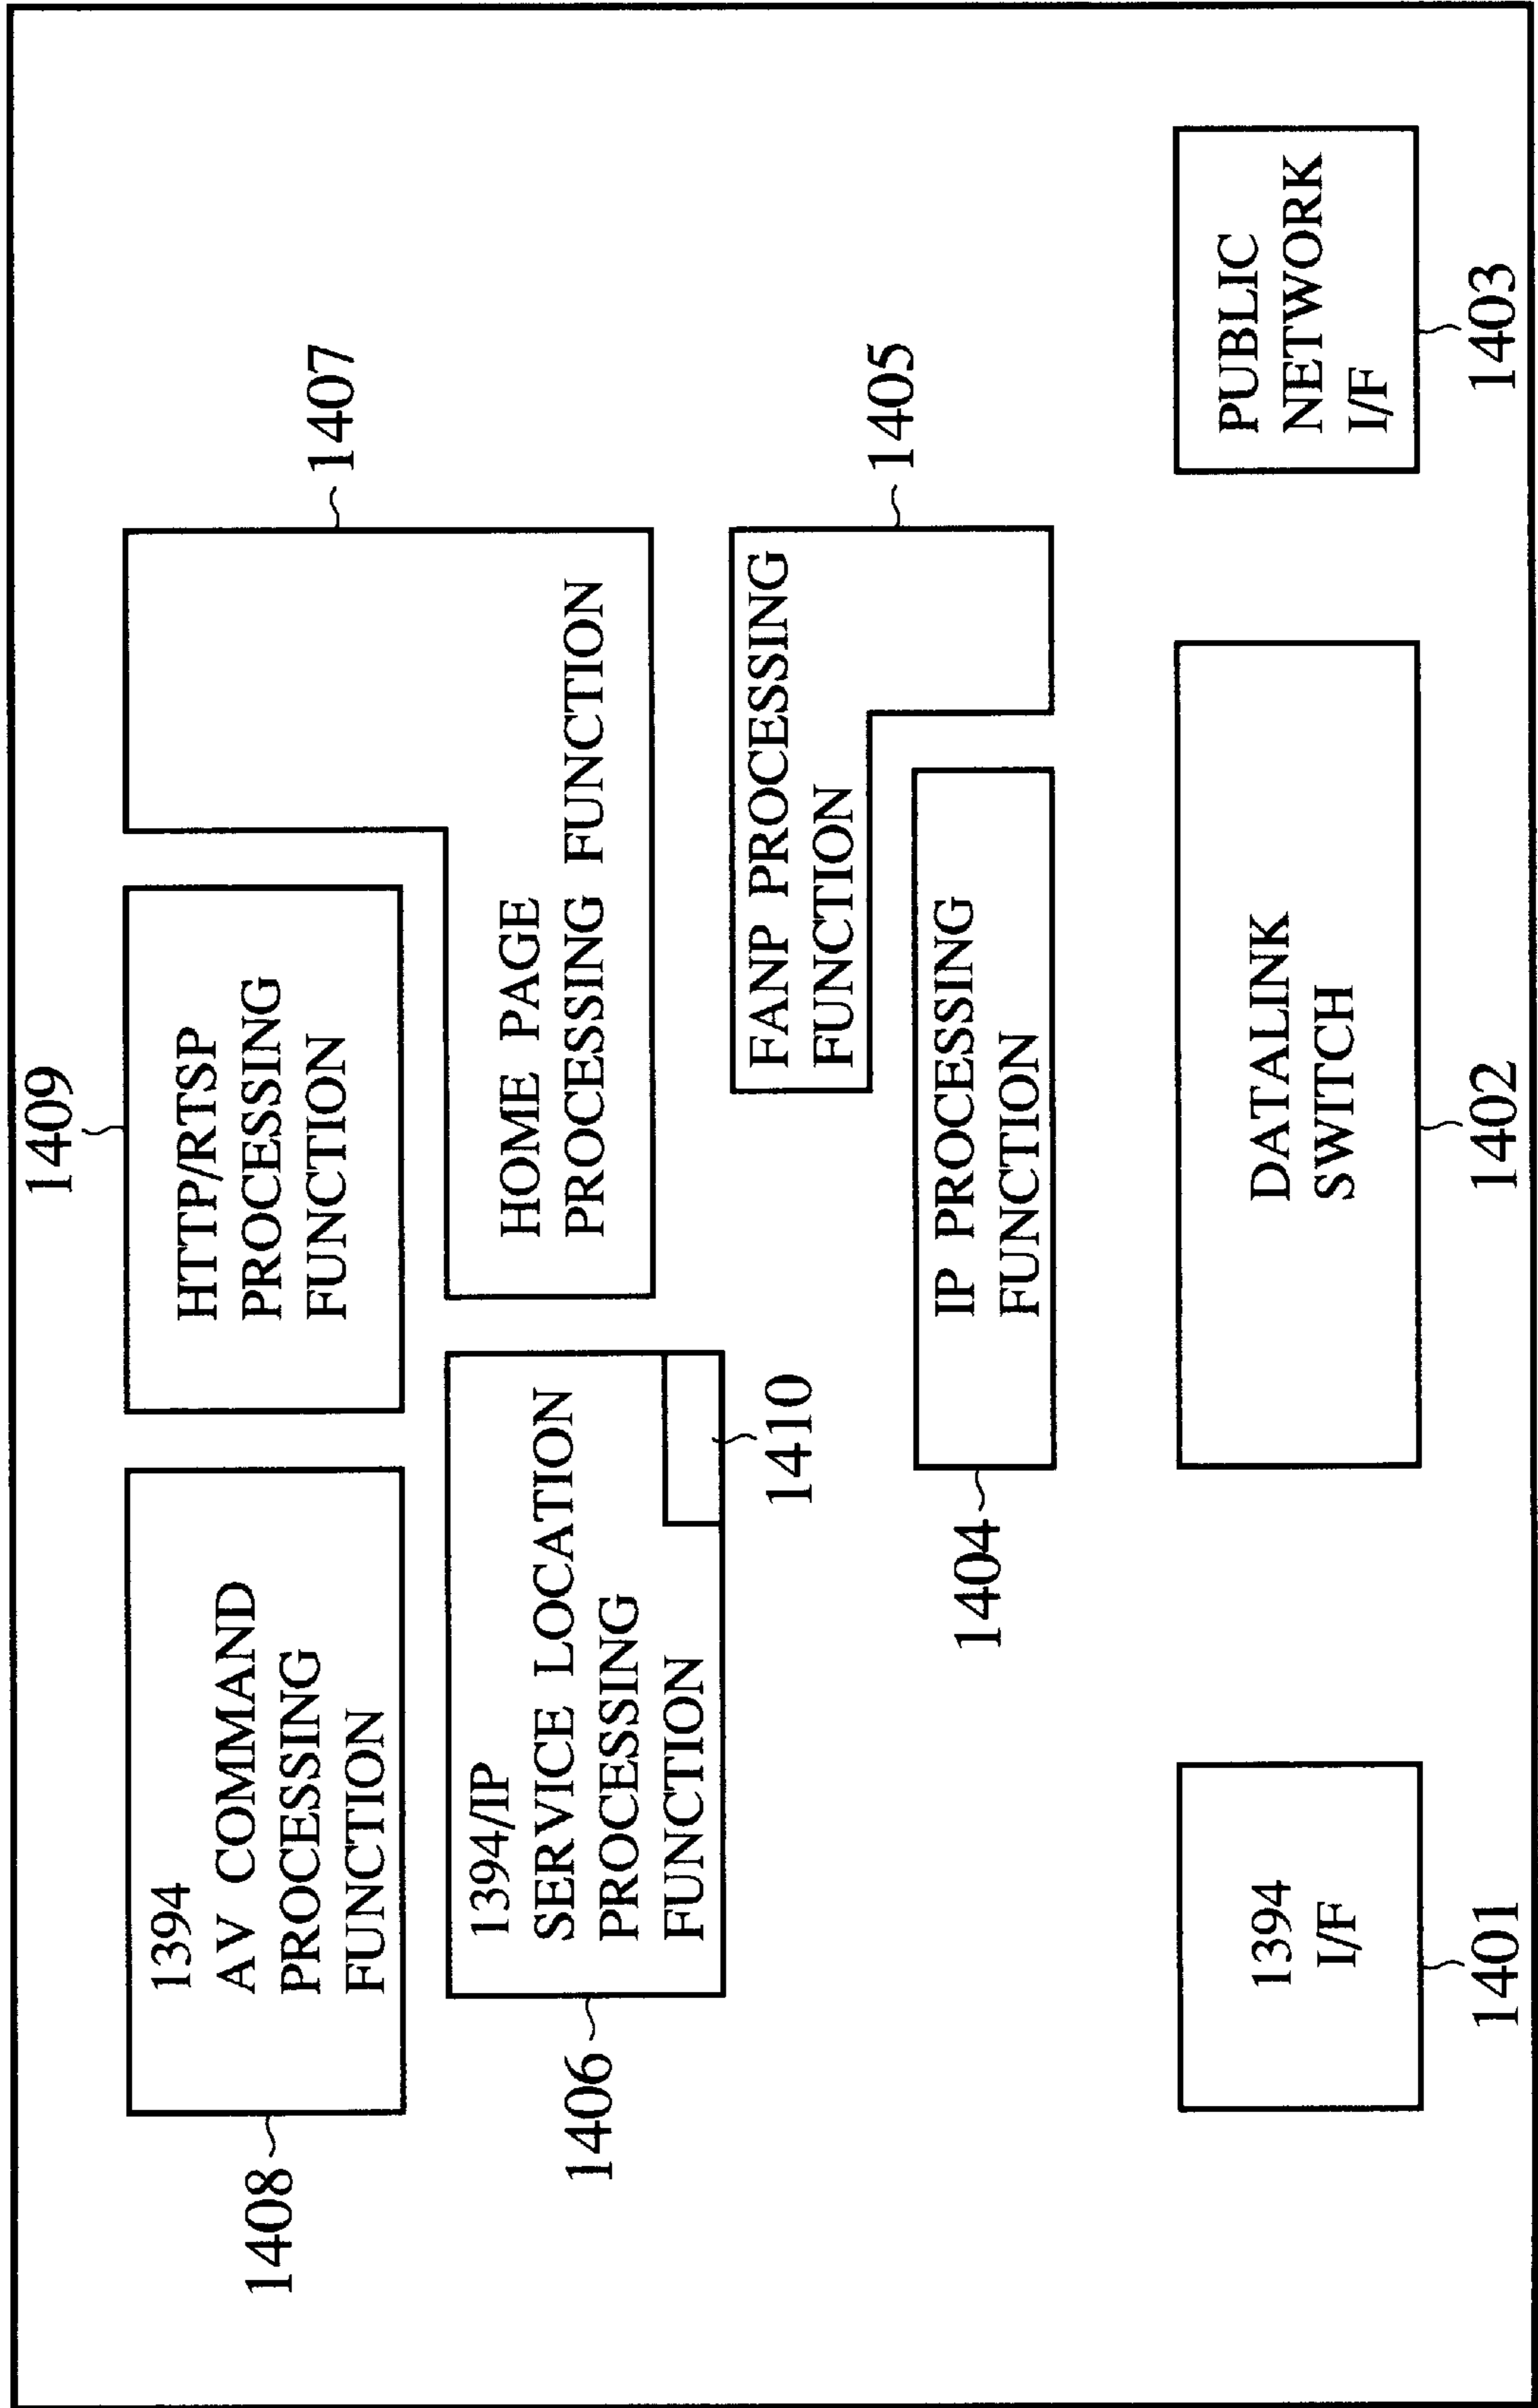 1409
1408
1394
AV COMMAND
PROCESSING
FUNCTION
HTTP/RTSP
PROCESSING
FUNCTION
1407
1406
1394/IP
SERVICE LOCATION
PROCESSING
FUNCTION
1410
HOME PAGE
PROCESSING FUNCTION
FANP PROCESSING
FUNCTION
1405
1404
IP PROCESSING
FUNCTION
1394
I/F
1401
DATALINK
SWITCH
1402
PUBLIC
NETWORK
I/F
1403